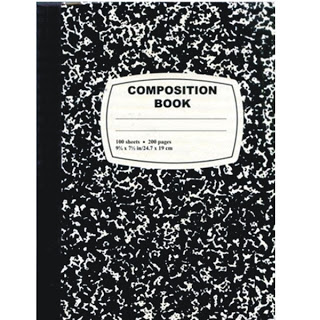 COMPOSITION
BOOK
100 sheets • 200 pages
9¾ x 7½ in/24.7 x 19 cm